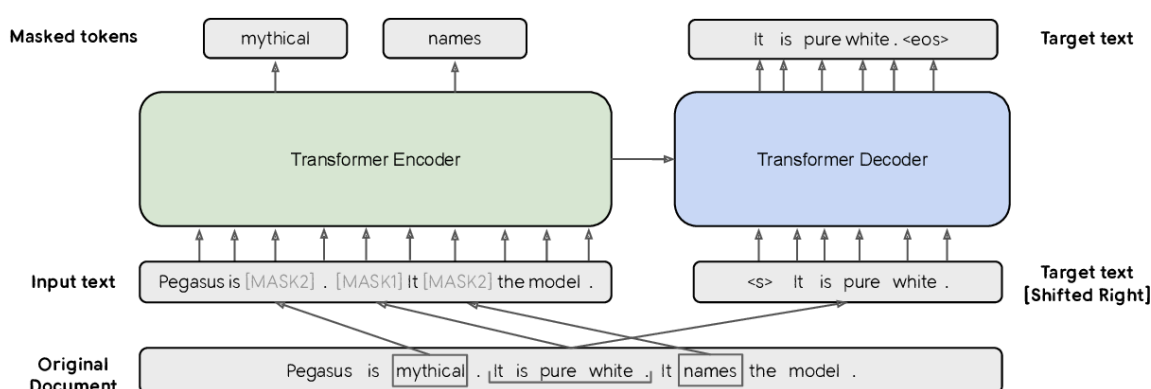 Masked tokens
mythical
names
It is pure white . <eos>
Target text
Transformer Encoder
Transformer Decoder
Input text
Pegasus is [MASK2] . [MASK1] It [MASK2] the model .
<s> It is pure white .
Target text
[Shifted Right]
Original
Document
Pegasus is mythical . It is pure white . It names the model .